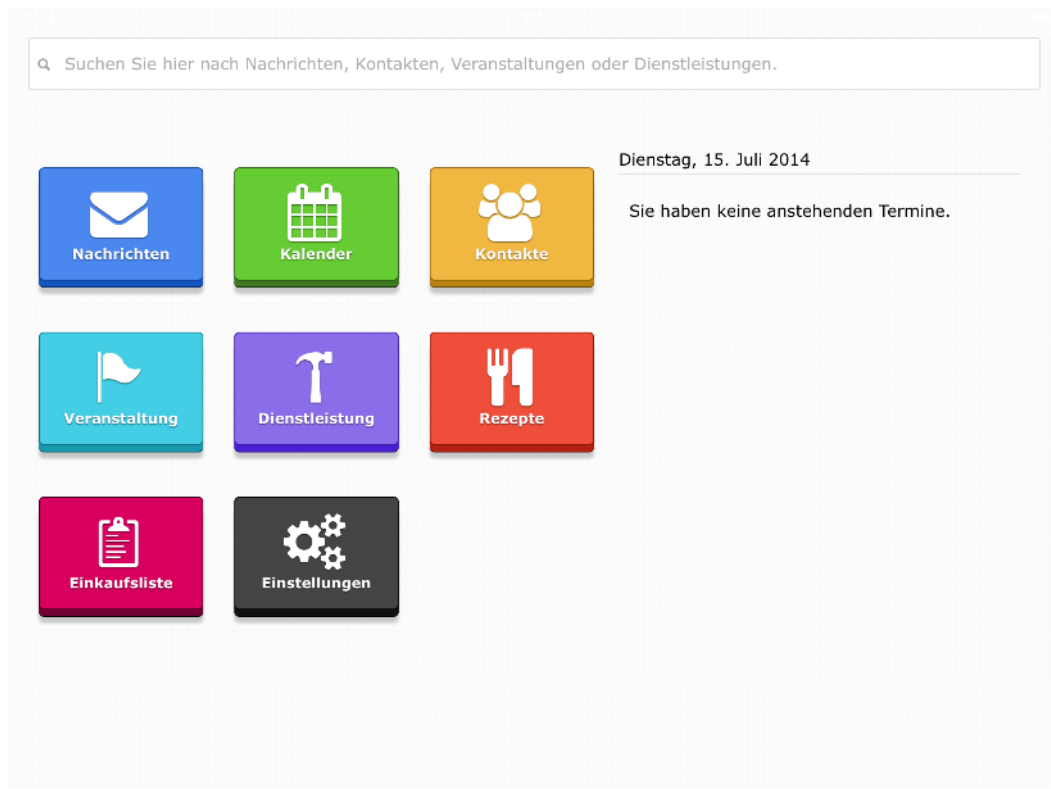 Suchen Sie hier nach Nachrichten, Kontakten, Veranstaltungen oder Dienstleistungen.
Dienstag, 15. Juli 2014
Sie haben keine anstehenden Termine.
Nachrichten
Kalender
Kontakte
Veranstaltung
Dienstleistung
Rezepte
Einkaufsliste
Einstellungen